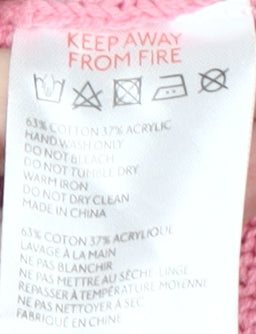 KEEP AWAY
FROM FIRE
63% COTTON 37% ACRYLIC
HAND WASH ONLY
DO NOT BLEACH
DO NOT TUMBLE DRY
WARM IRON
DO NOT DRY CLEAN
MADE IN CHINA
63% COTON 37% ACRYLIQUE
LAVAGE À LA MAIN
NE PAS BLANCHIR
NE PAS METTRE AU SÈCHE LINGE
REPASSER À TEMPÉRATURE MOYENNE
NE PAS NETTOYER À SEC
FABRIQUÉ EN CHINE